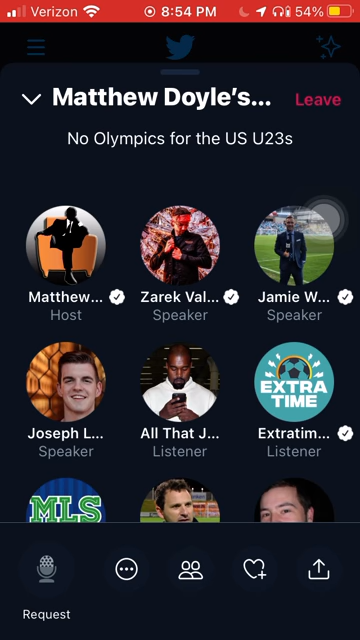 Verizon 8:54 PM 54%
Matthew Doyle's... Leave
No Olympics for the US U23s
Matthew... Zarek Val... Jamie W...
Host Speaker Speaker
EXTRA
TIME
Joseph L... All That J... Extratim...
Speaker Listener Listener
MLS
Request